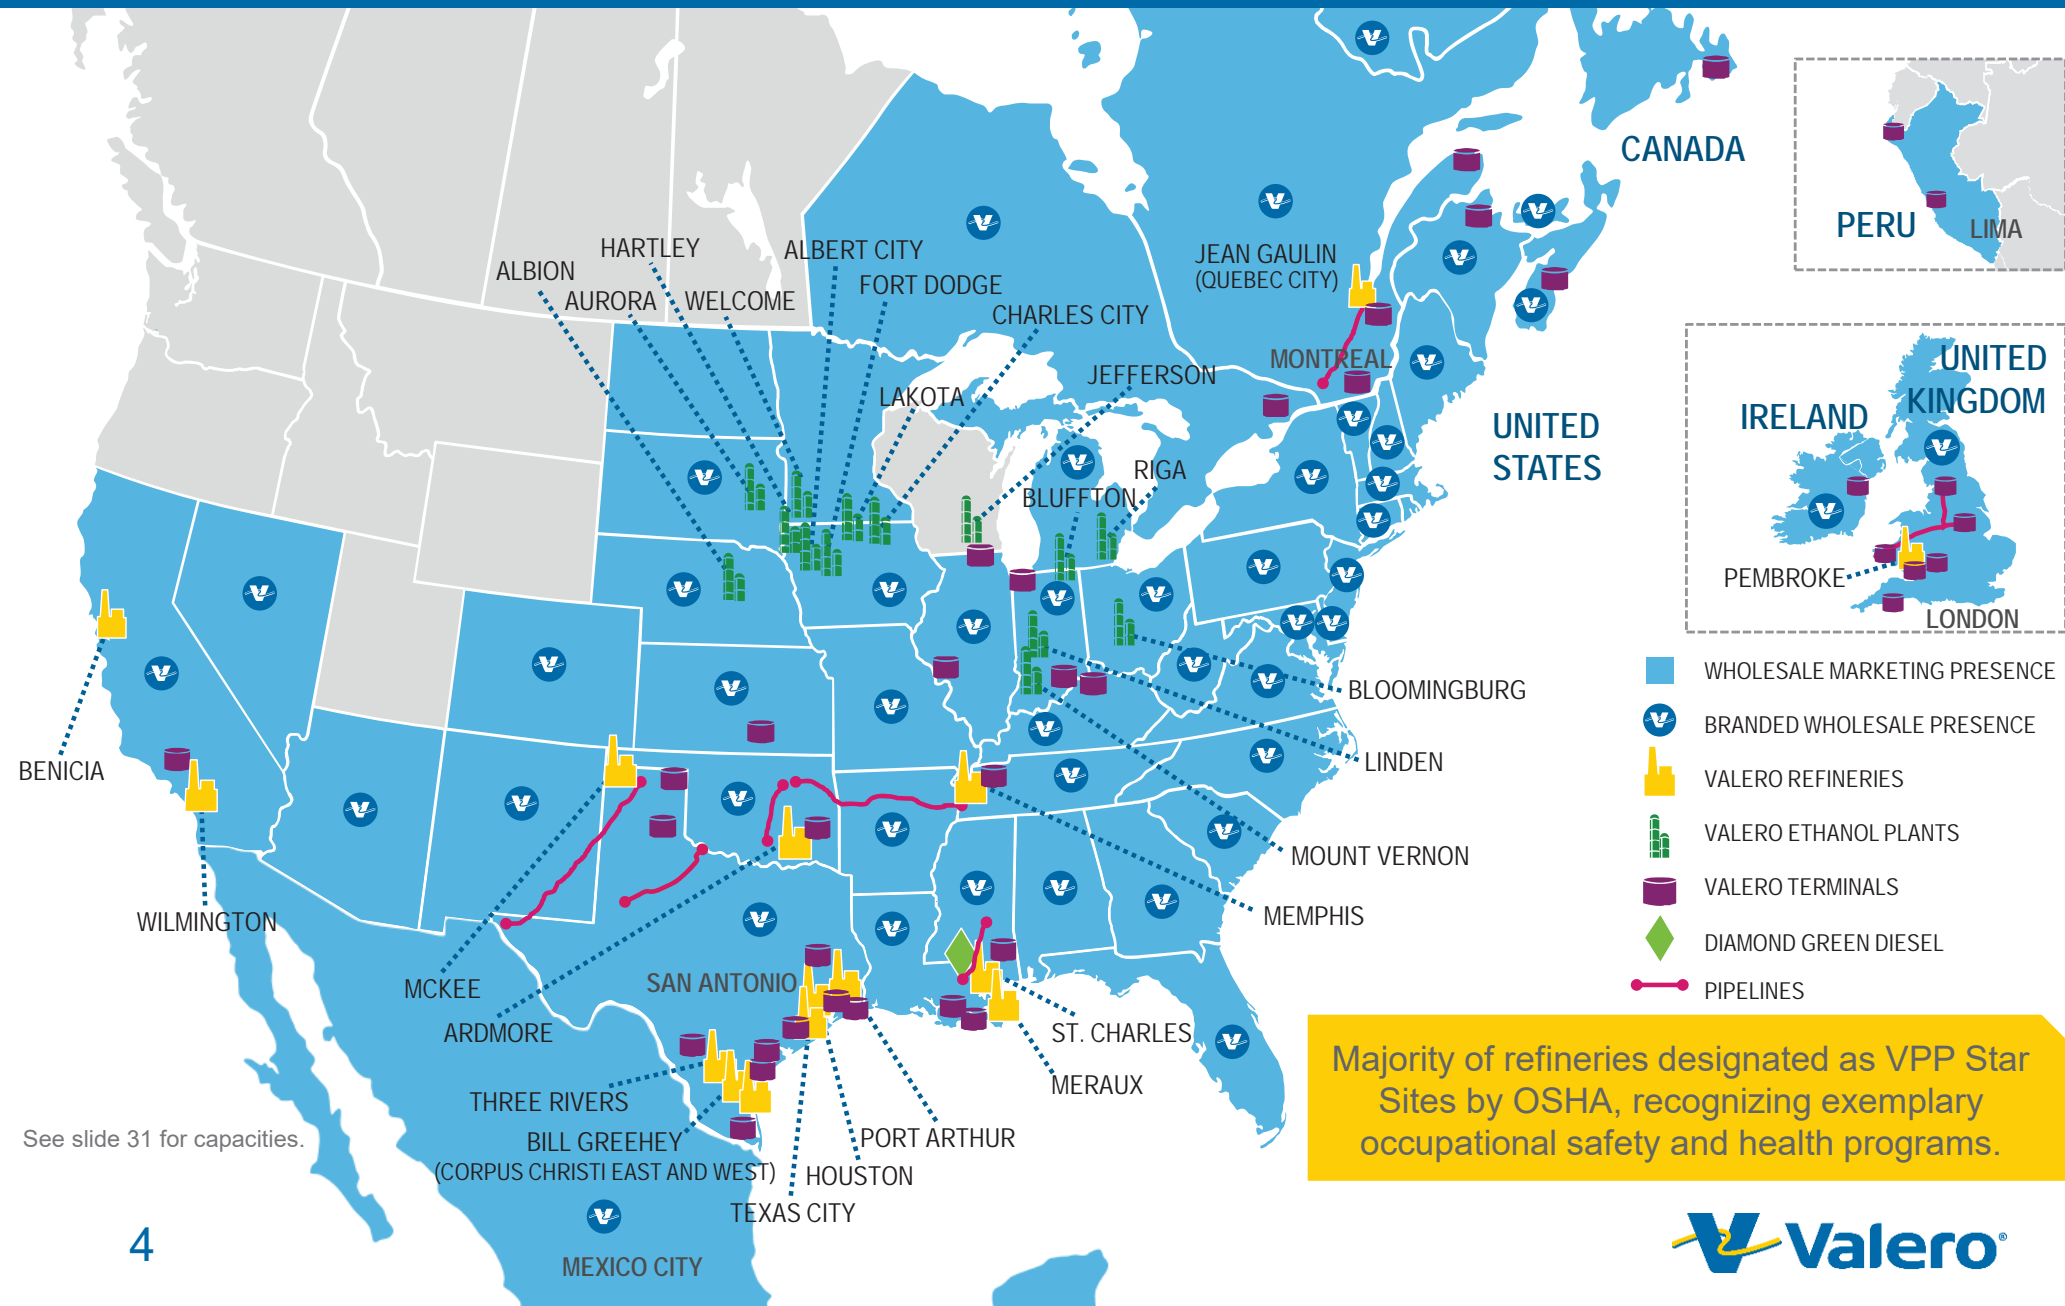 CANADA
PERU
LIMA
HARTLEY
ALBERT CITY
ALBION
AURORA
WELCOME
FORT DODGE
CHARLES CITY
JEAN GAULIN
(QUEBEC CITY)
MONTREAL
JEFFERSON
LAKOTA
RIGA
BLUFFTON
UNITED
STATES
UNITED
KINGDOM
IRELAND
PEMBROKE
LONDON
WHOLESALE MARKETING PRESENCE
BRANDED WHOLESALE PRESENCE
VALERO REFINERIES
VALERO ETHANOL PLANTS
VALERO TERMINALS
DIAMOND GREEN DIESEL
PIPELINES
BLOOMINGBURG
LINDEN
MOUNT VERNON
MEMPHIS
BENICIA
WILMINGTON
MCKEE
ARDMORE
SAN ANTONIO
THREE RIVERS
BILL GREEHEY
(CORPUS CHRISTI EAST AND WEST)
PORT ARTHUR
HOUSTON
TEXAS CITY
ST. CHARLES
MERAUX
MEXICO CITY
Majority of refineries designated as VPP Star
Sites by OSHA, recognizing exemplary
occupational safety and health programs.
See slide 31 for capacities.
4
Valero®